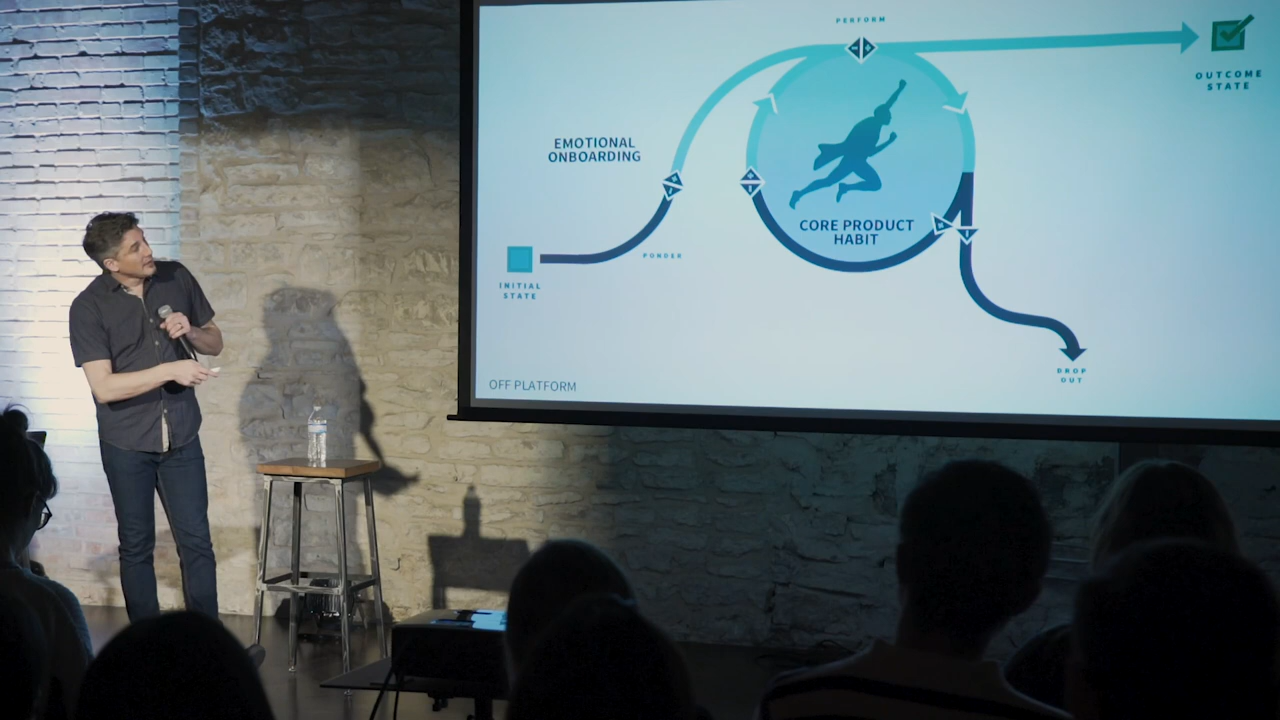 PERFORM
OUTCOME
STATE
EMOTIONAL
ONBOARDING
CORE PRODUCT
HABIT
PONDER
INITIAL
STATE
DROP
OUT
OFF PLATFORM